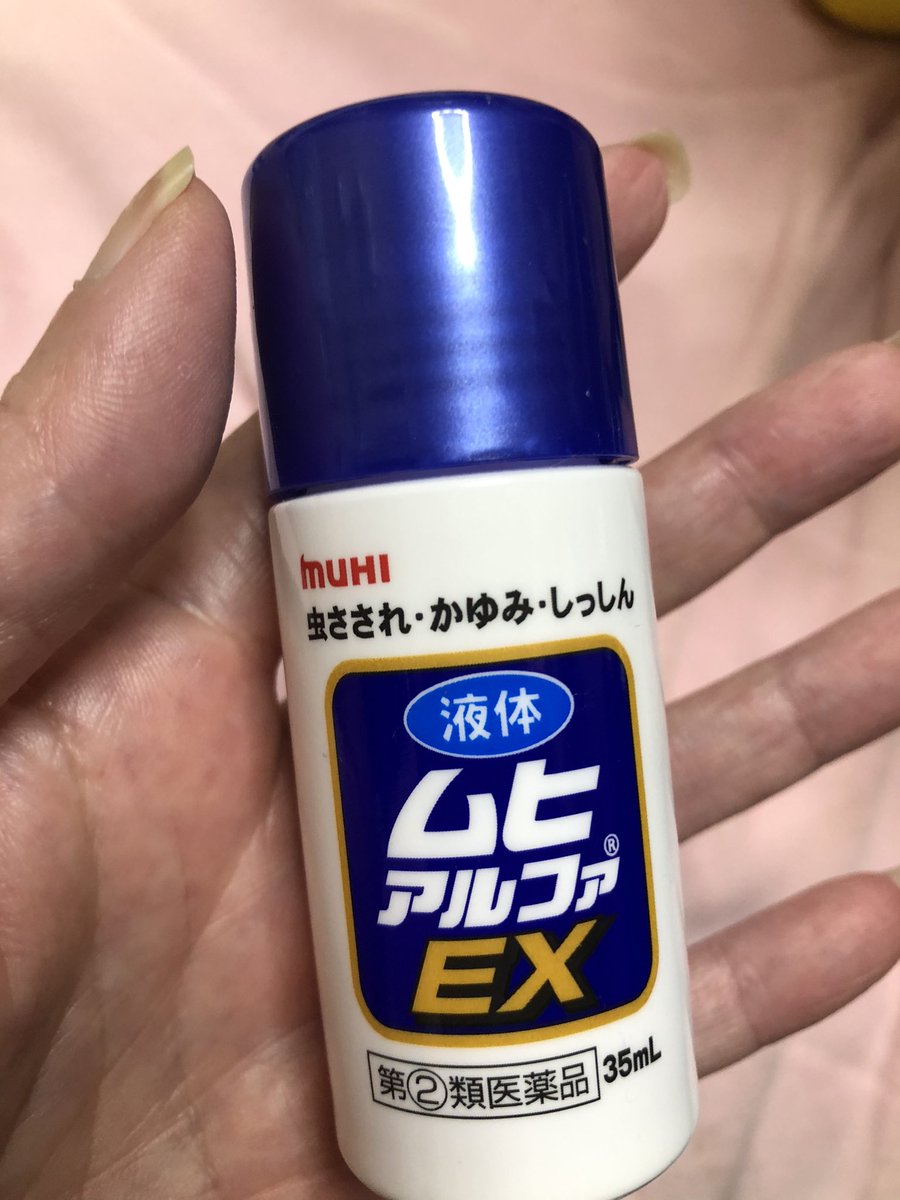 muHI
虫さされ・かゆみ・しっしん
液体
ムヒ
アルファ®
EX
第②類医薬品 35mL